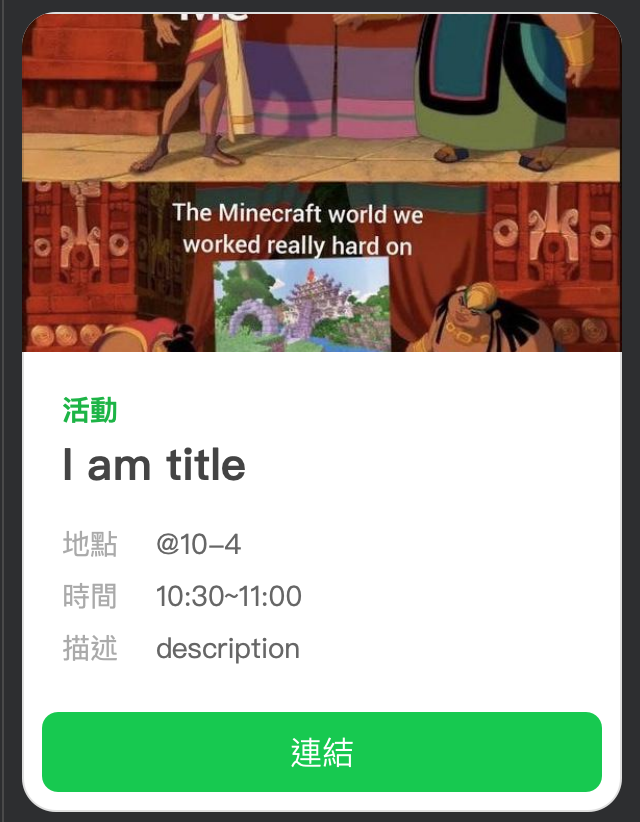 Me
The Minecraft world we
worked really hard on
活動
I am title
地點 @10-4
時間 10:30~11:00
描述 description
連結